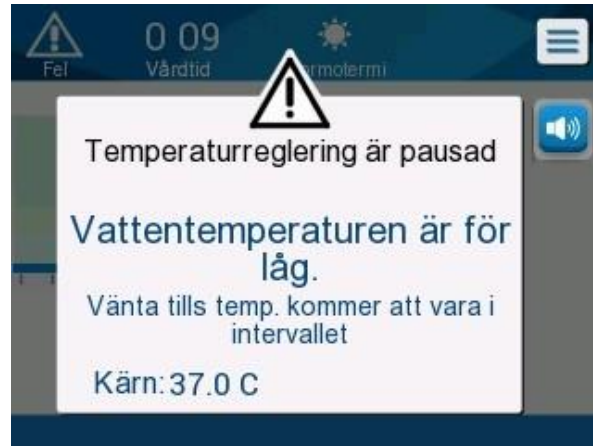 0 09
Fel
Vårdtid
Temperaturreglering är pausad
Vattentemperaturen är för
låg.
Vänta tills temp. kommer att vara i
intervallet
Kärn: 37.0 C